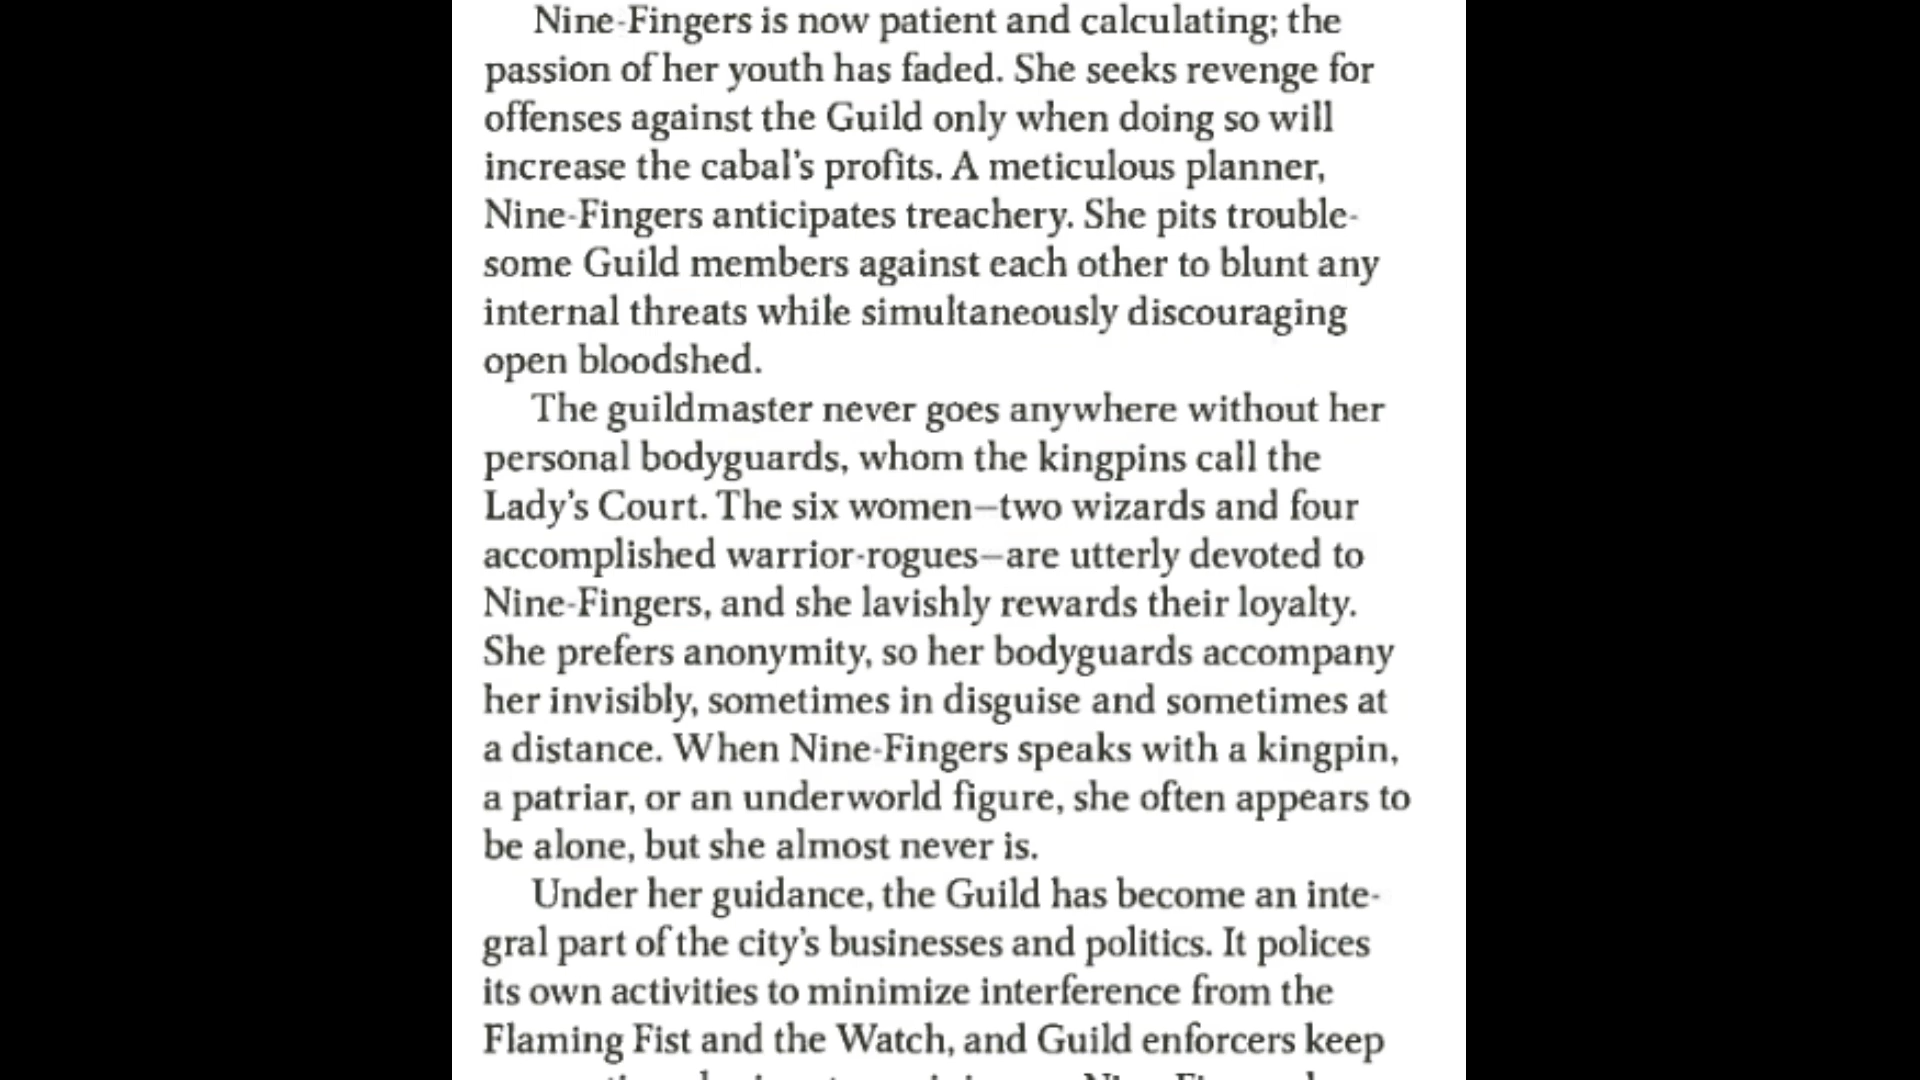 Nine-Fingers is now patient and calculating; the
passion of her youth has faded. She seeks revenge for
offenses against the Guild only when doing so will
increase the cabal's profits. A meticulous planner,
Nine-Fingers anticipates treachery. She pits trouble-
some Guild members against each other to blunt any
internal threats while simultaneously discouraging
open bloodshed.
The guildmaster never goes anywhere without her
personal bodyguards, whom the kingpins call the
Lady's Court. The six women—two wizards and four
accomplished warrior-rogues—are utterly devoted to
Nine-Fingers, and she lavishly rewards their loyalty.
She prefers anonymity, so her bodyguards accompany
her invisibly, sometimes in disguise and sometimes at
a distance. When Nine-Fingers speaks with a kingpin,
a patriar, or an underworld figure, she often appears to
be alone, but she almost never is.
Under her guidance, the Guild has become an inte-
gral part of the city's businesses and politics. It polices
its own activities to minimize interference from the
Flaming Fist and the Watch, and Guild enforcers keep